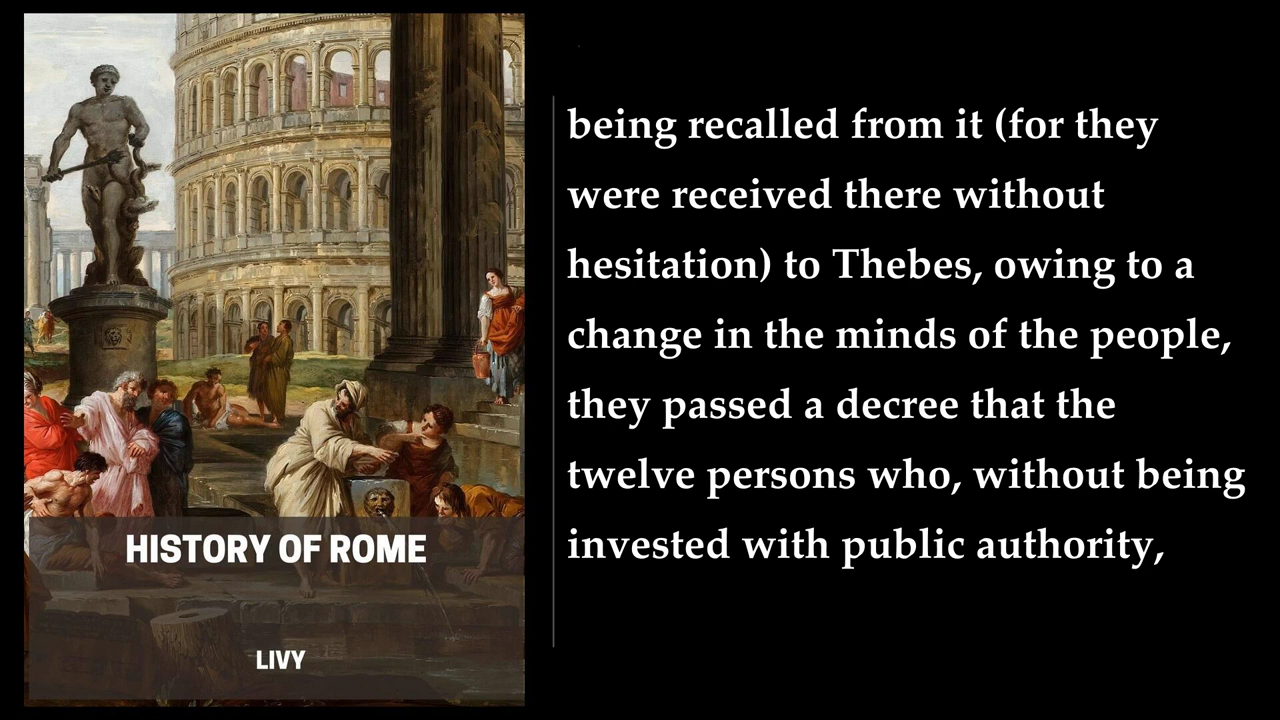 being recalled from it (for they
were received there without
hesitation) to Thebes, owing to a
change in the minds of the people,
they passed a decree that the
twelve persons who, without being
invested with public authority,
HISTORY OF ROME
LIVY